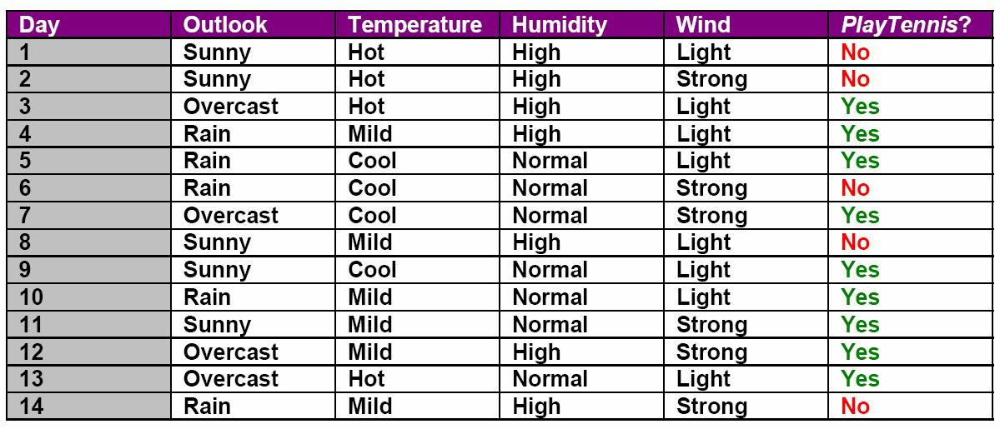 Day Outlook Temperature Humidity Wind PlayTennis?
1 Sunny Hot High Light No
2 Sunny Hot High Strong No
3 Overcast Hot High Light Yes
4 Rain Mild High Light Yes
5 Rain Cool Normal Light Yes
6 Rain Cool Normal Strong No
7 Overcast Cool Normal Strong Yes
8 Sunny Mild High Light No
9 Sunny Cool Normal Light Yes
10 Rain Mild Normal Light Yes
11 Sunny Mild Normal Strong Yes
12 Overcast Mild High Strong Yes
13 Overcast Hot Normal Light Yes
14 Rain Mild High Strong No